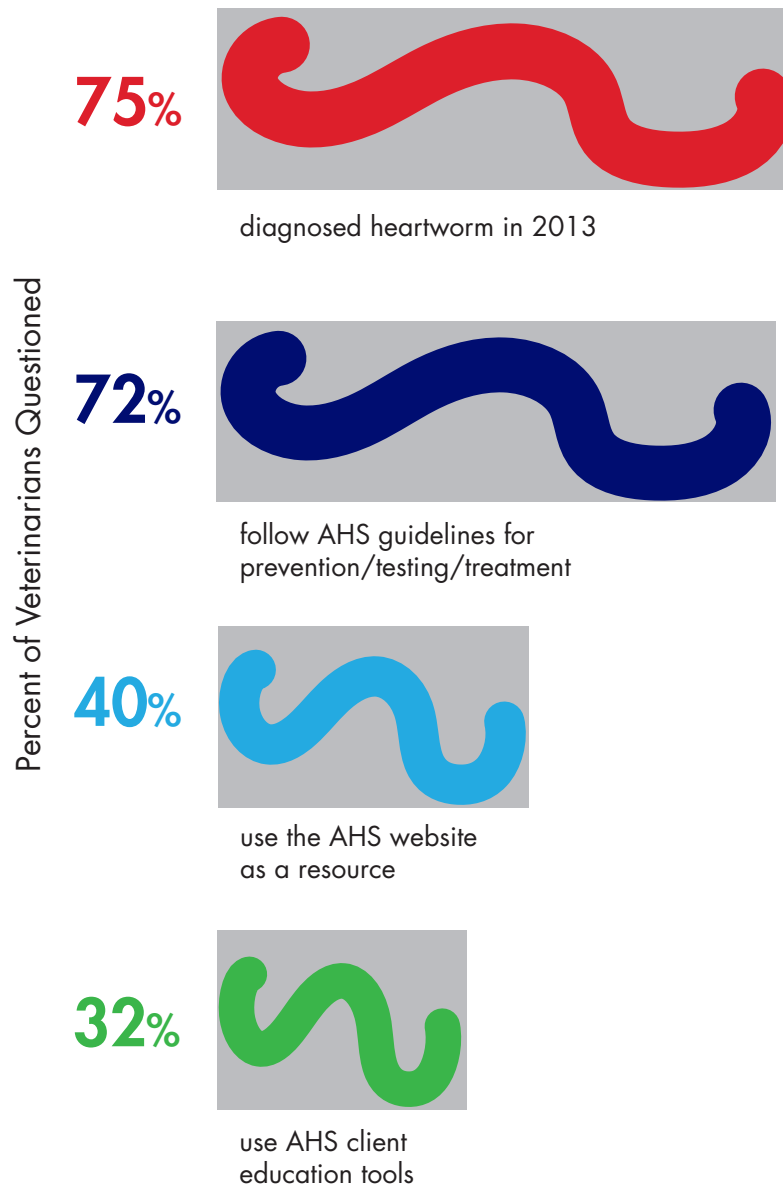 Percent of Veterinarians Questioned
75%
diagnosed heartworm in 2013
72%
follow AHS guidelines for
prevention/testing/treatment
40%
use the AHS website
as a resource
32%
use AHS client
education tools